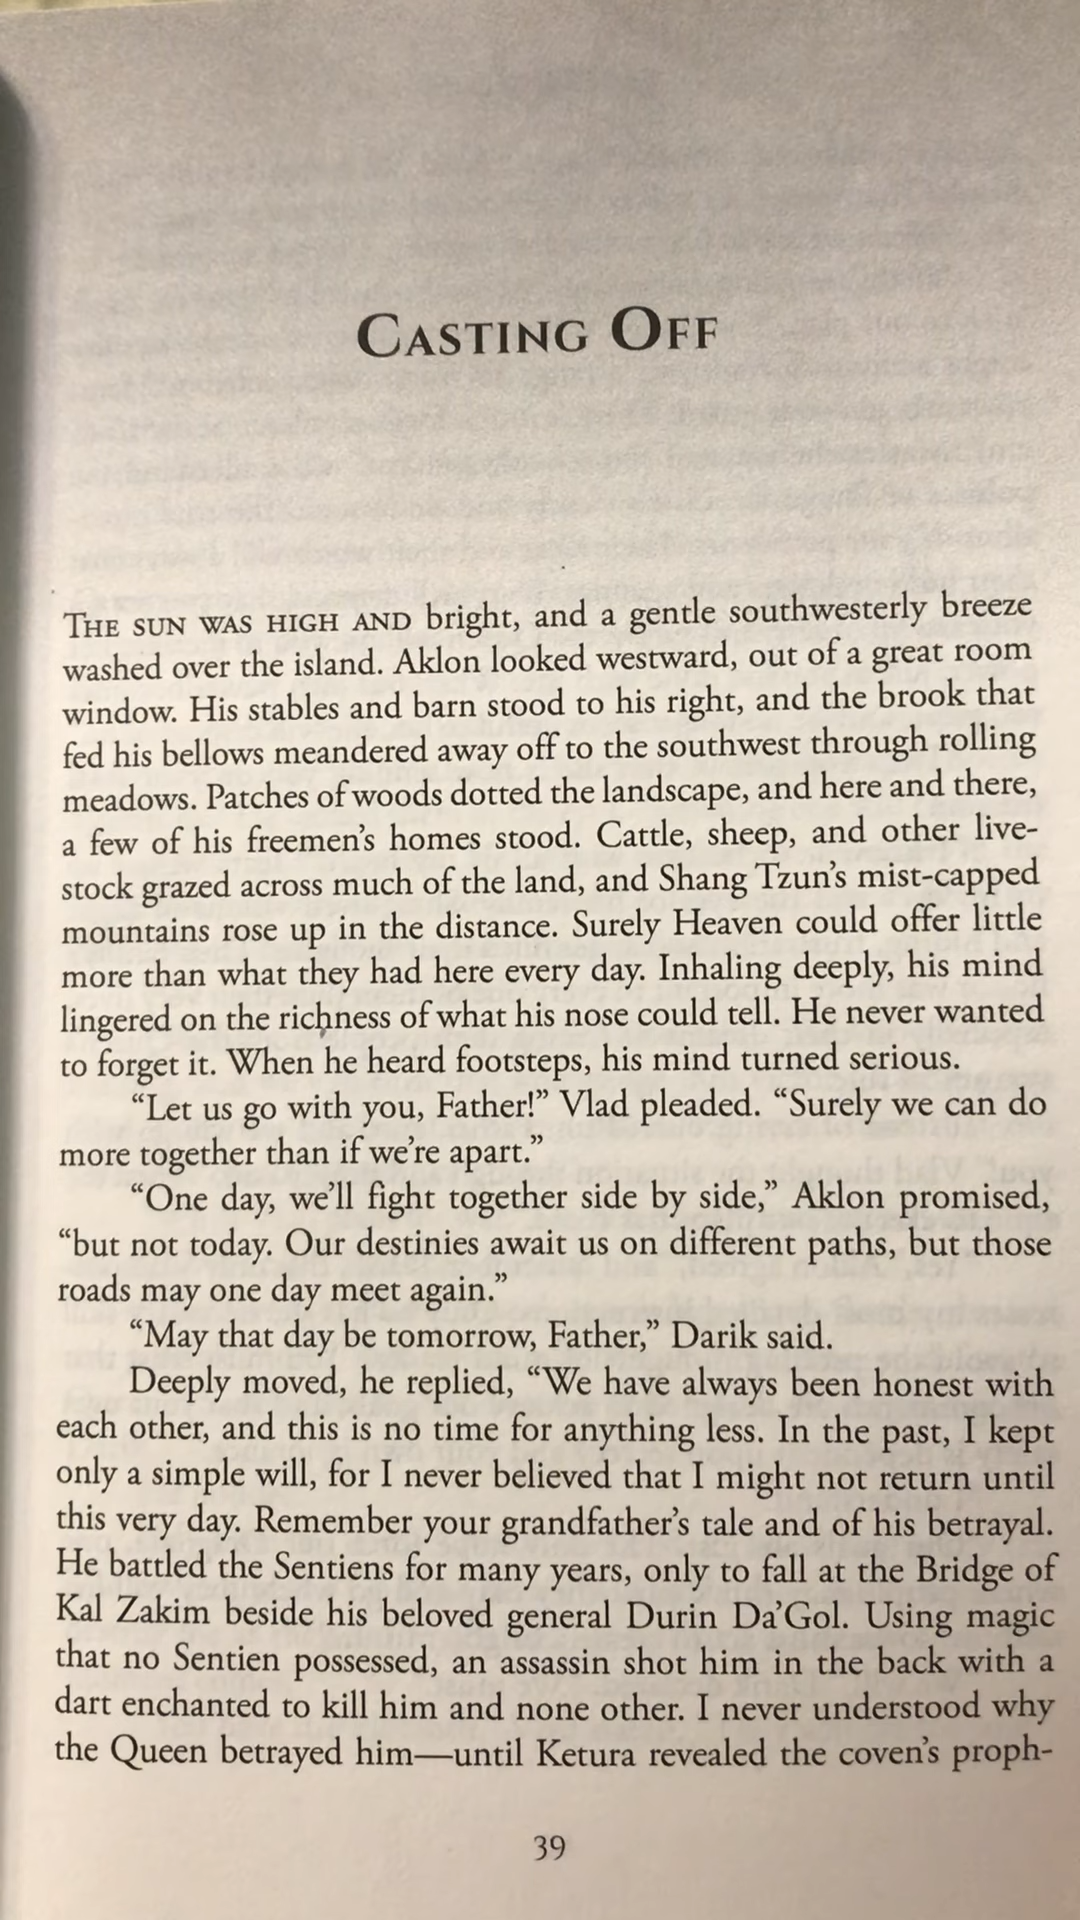 Casting Off
The sun was high and bright, and a gentle southwesterly breeze
washed over the island. Aklon looked westward, out of a great room
window. His stables and barn stood to his right, and the brook that
fed his bellows meandered away off to the southwest through rolling
meadows. Patches of woods dotted the landscape, and here and there,
a few of his freemen’s homes stood. Cattle, sheep, and other live-
stock grazed across much of the land, and Shang Tzun’s mist-capped
mountains rose up in the distance. Surely Heaven could offer little
more than what they had here every day. Inhaling deeply, his mind
lingered on the richness of what his nose could tell. He never wanted
to forget it. When he heard footsteps, his mind turned serious.
“Let us go with you, Father!” Vlad pleaded. “Surely we can do
more together than if we’re apart.”
“One day, we’ll fight together side by side,” Aklon promised,
“but not today. Our destinies await us on different paths, but those
roads may one day meet again.”
“May that day be tomorrow, Father,” Darik said.
Deeply moved, he replied, “We have always been honest with
each other, and this is no time for anything less. In the past, I kept
only a simple will, for I never believed that I might not return until
this very day. Remember your grandfather’s tale and of his betrayal.
He battled the Sentiens for many years, only to fall at the Bridge of
Kal Zakim beside his beloved general Durin Da’Gol. Using magic
that no Sentien possessed, an assassin shot him in the back with a
dart enchanted to kill him and none other. I never understood why
the Queen betrayed him—until Ketura revealed the coven’s proph-
39